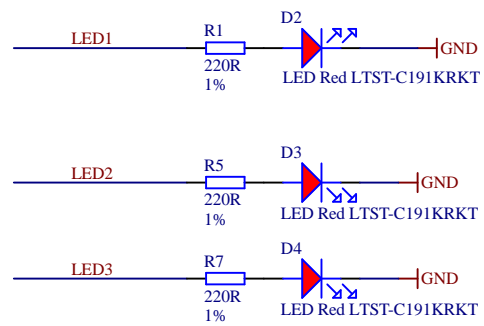 D2
LED1 R1 GND
220R LED Red LTST-C191KRKT
1%
D3
LED2 R5 GND
220R LED Red LTST-C191KRKT
1%
D4
LED3 R7 GND
220R LED Red LTST-C191KRKT
1%